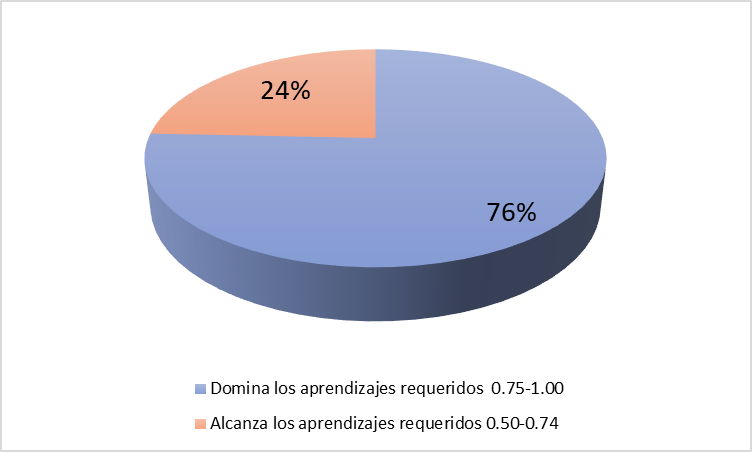 24%
76%
Domina los aprendizajes requeridos 0.75-1.00
Alcanza los aprendizajes requeridos 0.50-0.74